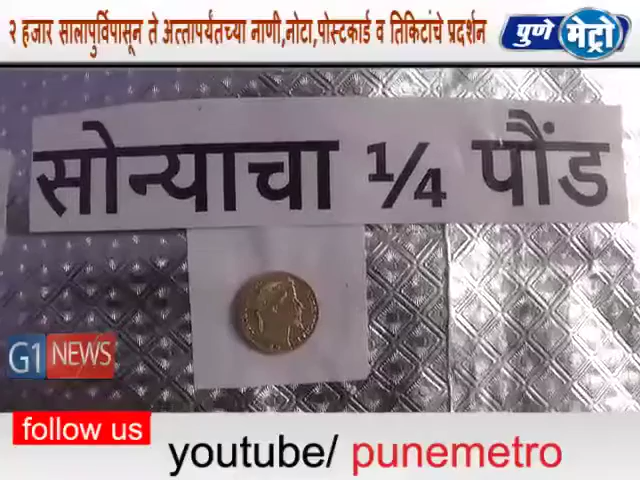 २ हजार सालापुर्विपासून ते अत्तापर्यंतच्या नाणी,नोटा,पोस्टकार्ड व तिकिटांचे प्रदर्शन
पुणे मेट्रो
सोन्याचा ¼ पौंड
G1 NEWS
follow us
youtube/ punemetro